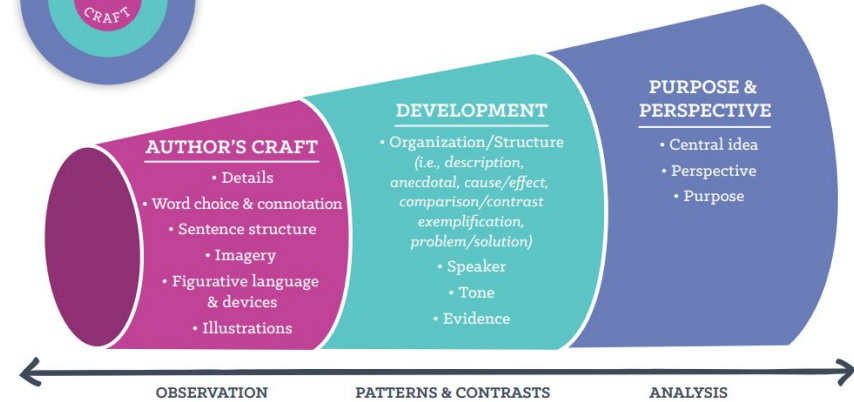 CRAFT
AUTHOR'S CRAFT
• Details
• Word choice & connotation
• Sentence structure
• Imagery
• Figurative language
& devices
• Illustrations
DEVELOPMENT
• Organization/Structure
(i.e., description,
anecdotal, cause/effect,
comparison/contrast
exemplification,
problem/solution)
• Speaker
• Tone
• Evidence
PURPOSE &
PERSPECTIVE
• Central idea
• Perspective
• Purpose
OBSERVATION
PATTERNS & CONTRASTS
ANALYSIS